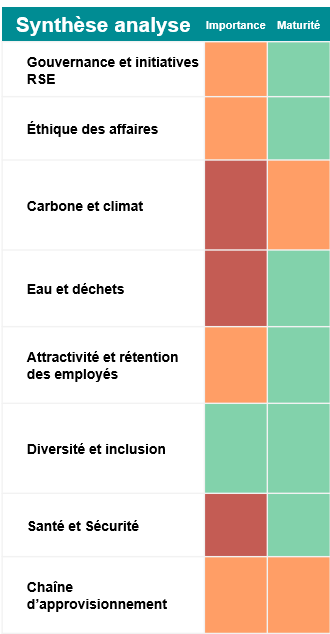 Synthèse analyse Importance Maturité
Gouvernance et initiatives
RSE
Éthique des affaires
Carbone et climat
Eau et déchets
Attractivité et rétention
des employés
Diversité et inclusion
Santé et Sécurité
Chaîne
d'approvisionnement